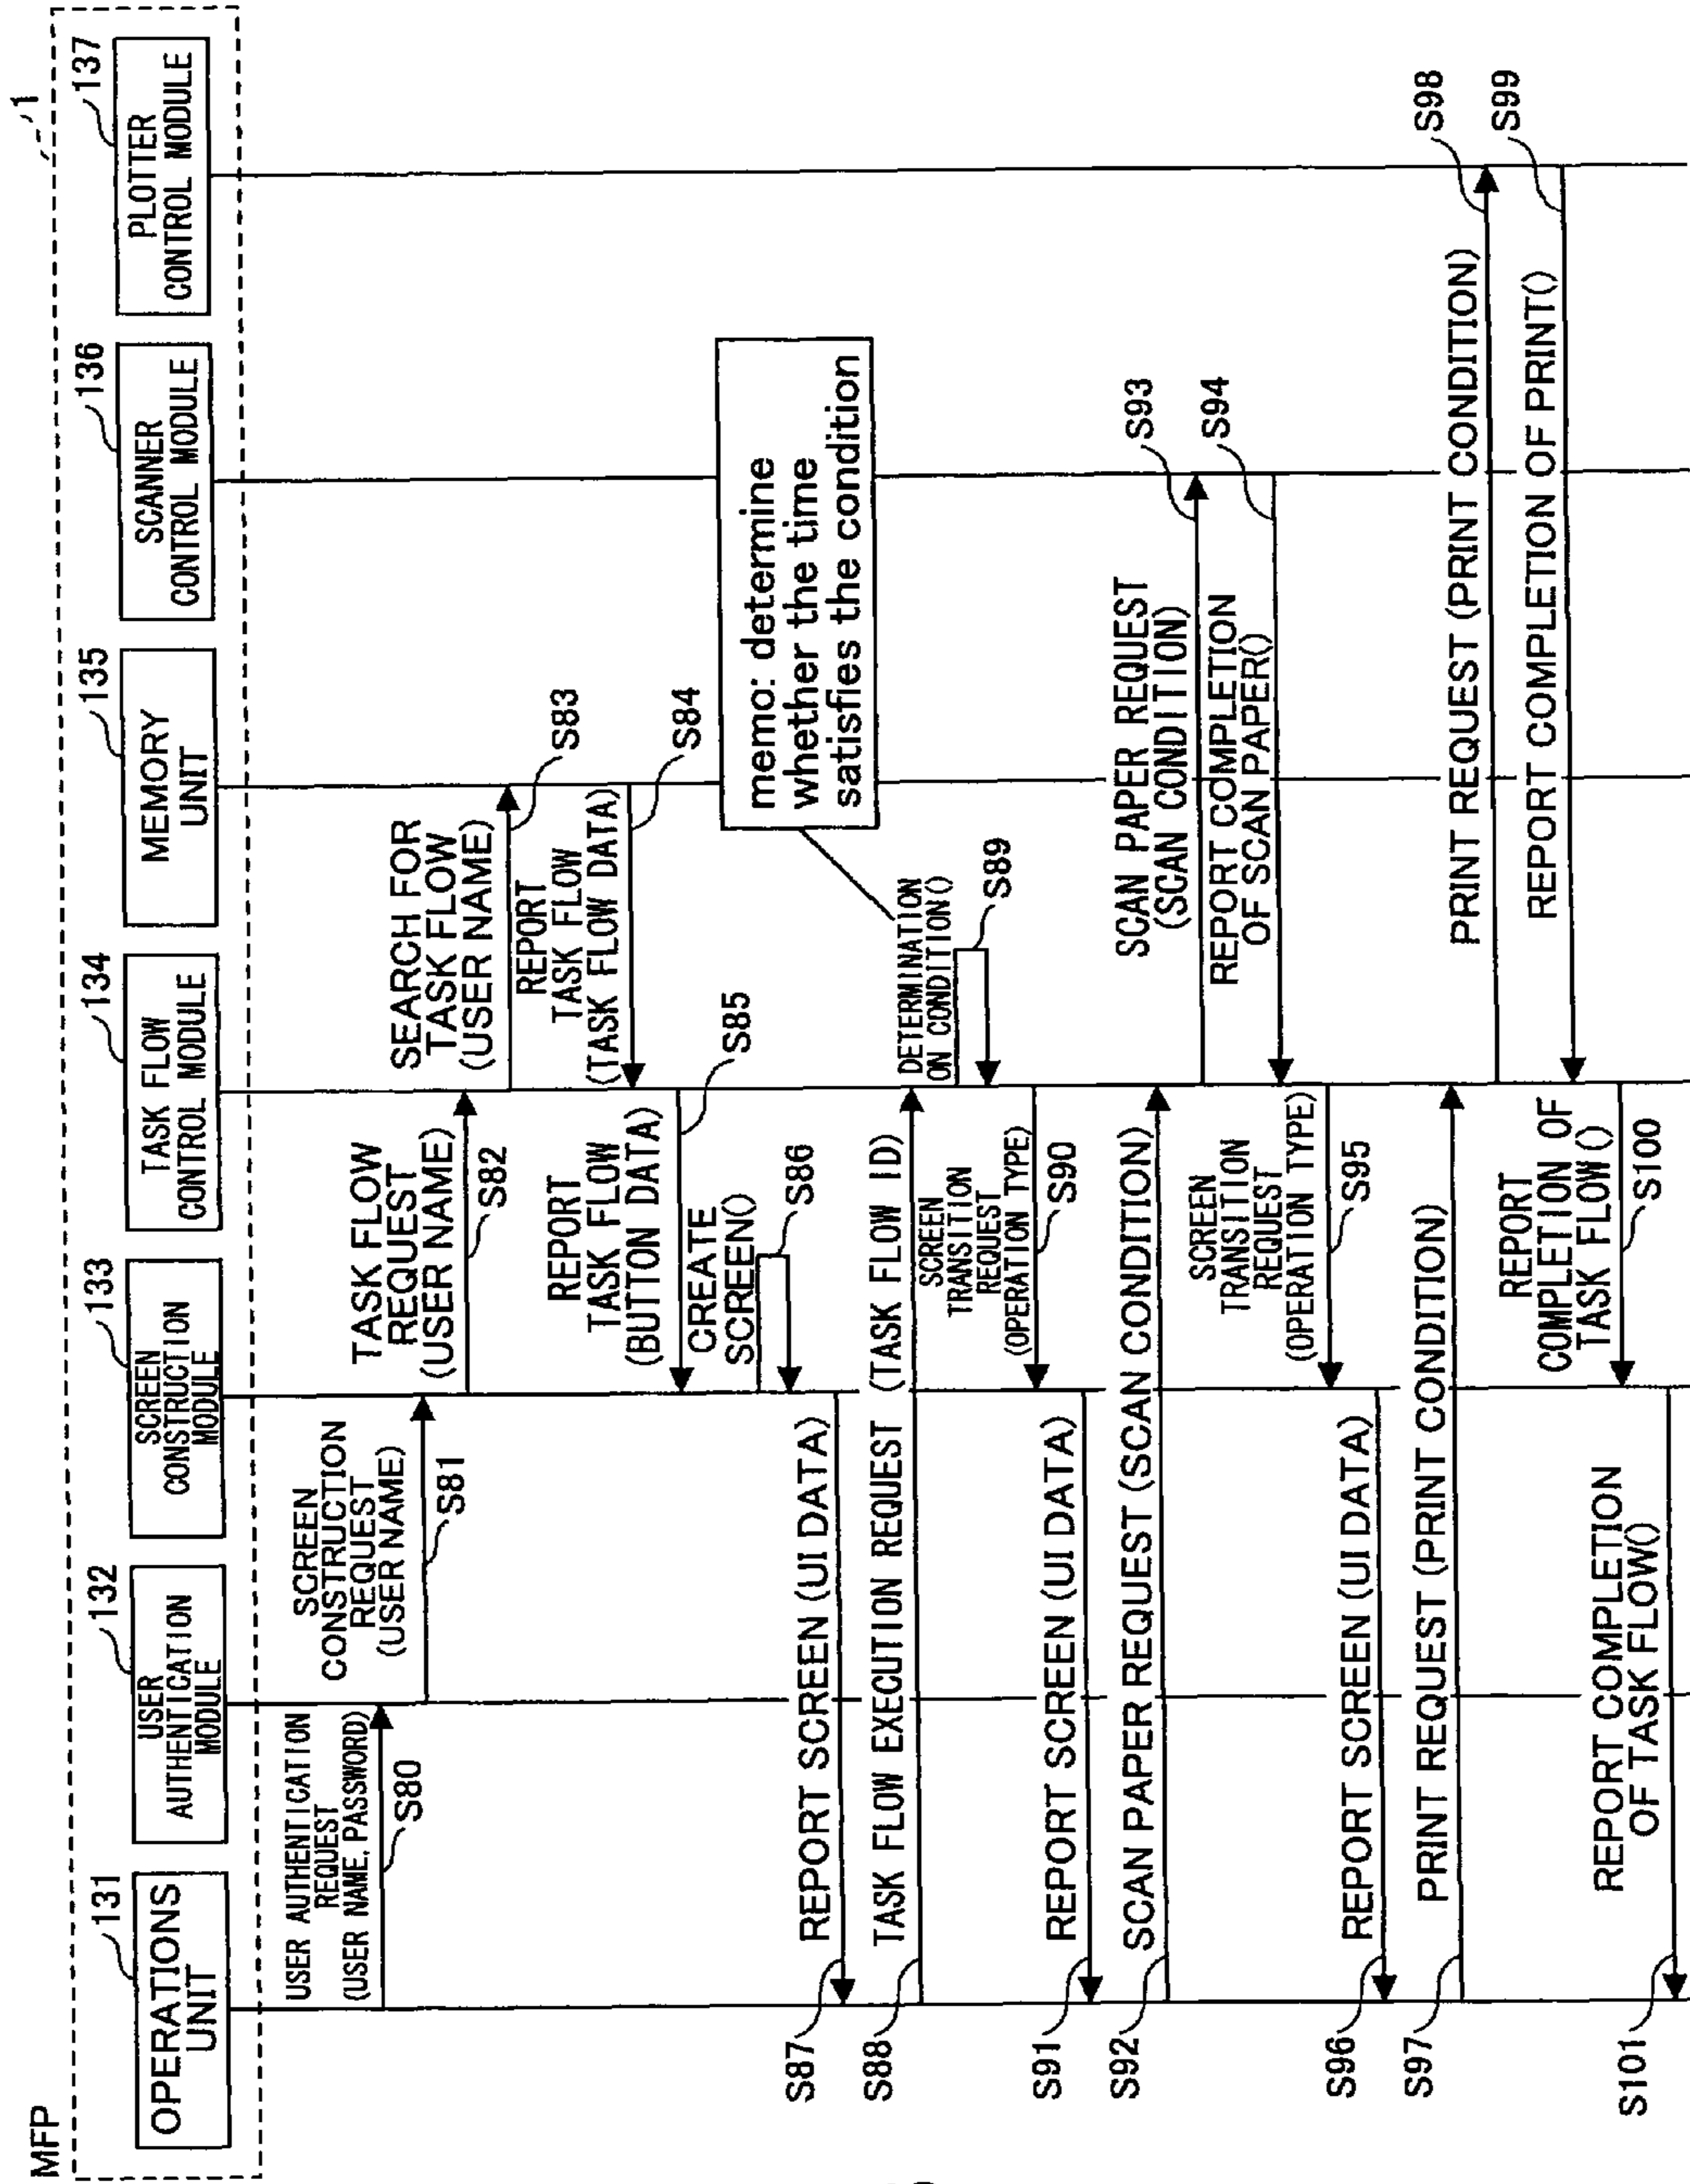 MFP
1
131
OPERATIONS
UNIT
132
USER
AUTHENTICATION
MODULE
133
SCREEN
CONSTRUCTION
MODULE
134
TASK FLOW
CONTROL MODULE
135
MEMORY
UNIT
136
SCANNER
CONTROL MODULE
137
PLOTTER
CONTROL MODULE
USER AUTHENTICATION
REQUEST
(USER NAME, PASSWORD)
S80
SCREEN
CONSTRUCTION
REQUEST
(USER NAME)
S81
TASK FLOW
REQUEST
(USER NAME)
S82
SEARCH FOR
TASK FLOW
(USER NAME)
S83
REPORT
TASK FLOW
(TASK FLOW DATA)
S84
REPORT
TASK FLOW
(BUTTON DATA)
S85
CREATE
SCREEN()
S86
S87
REPORT SCREEN (UI DATA)
S88
TASK FLOW EXECUTION REQUEST (TASK FLOW ID)
memo: determine
whether the time
satisfies the condition
DETERMINATION
ON CONDITION()
S89
SCREEN
TRANSITION
REQUEST
(OPERATION TYPE)
S90
S91
REPORT SCREEN (UI DATA)
S92
SCAN PAPER REQUEST (SCAN CONDITION)
SCAN PAPER REQUEST
(SCAN CONDITION)
S93
REPORT COMPLETION
OF SCAN PAPER()
S94
SCREEN
TRANSITION
REQUEST
(OPERATION TYPE)
S95
S96
REPORT SCREEN (UI DATA)
S97
PRINT REQUEST (PRINT CONDITION)
PRINT REQUEST (PRINT CONDITION)
S98
REPORT COMPLETION OF PRINT()
S99
REPORT
COMPLETION OF
TASK FLOW()
S100
S101
REPORT COMPLETION
OF TASK FLOW()